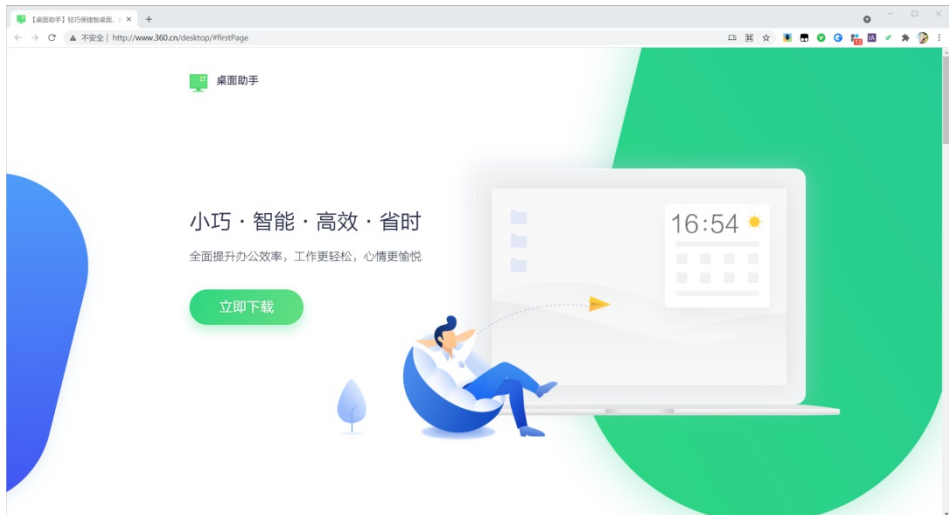 【桌面助手】轻巧便捷智桌面、
不安全 | http://www.360.cn/desktop/#firstPage
桌面助手
小巧·智能·高效·省时
全面提升办公效率，工作更轻松，心情更愉悦
立即下载
16:54